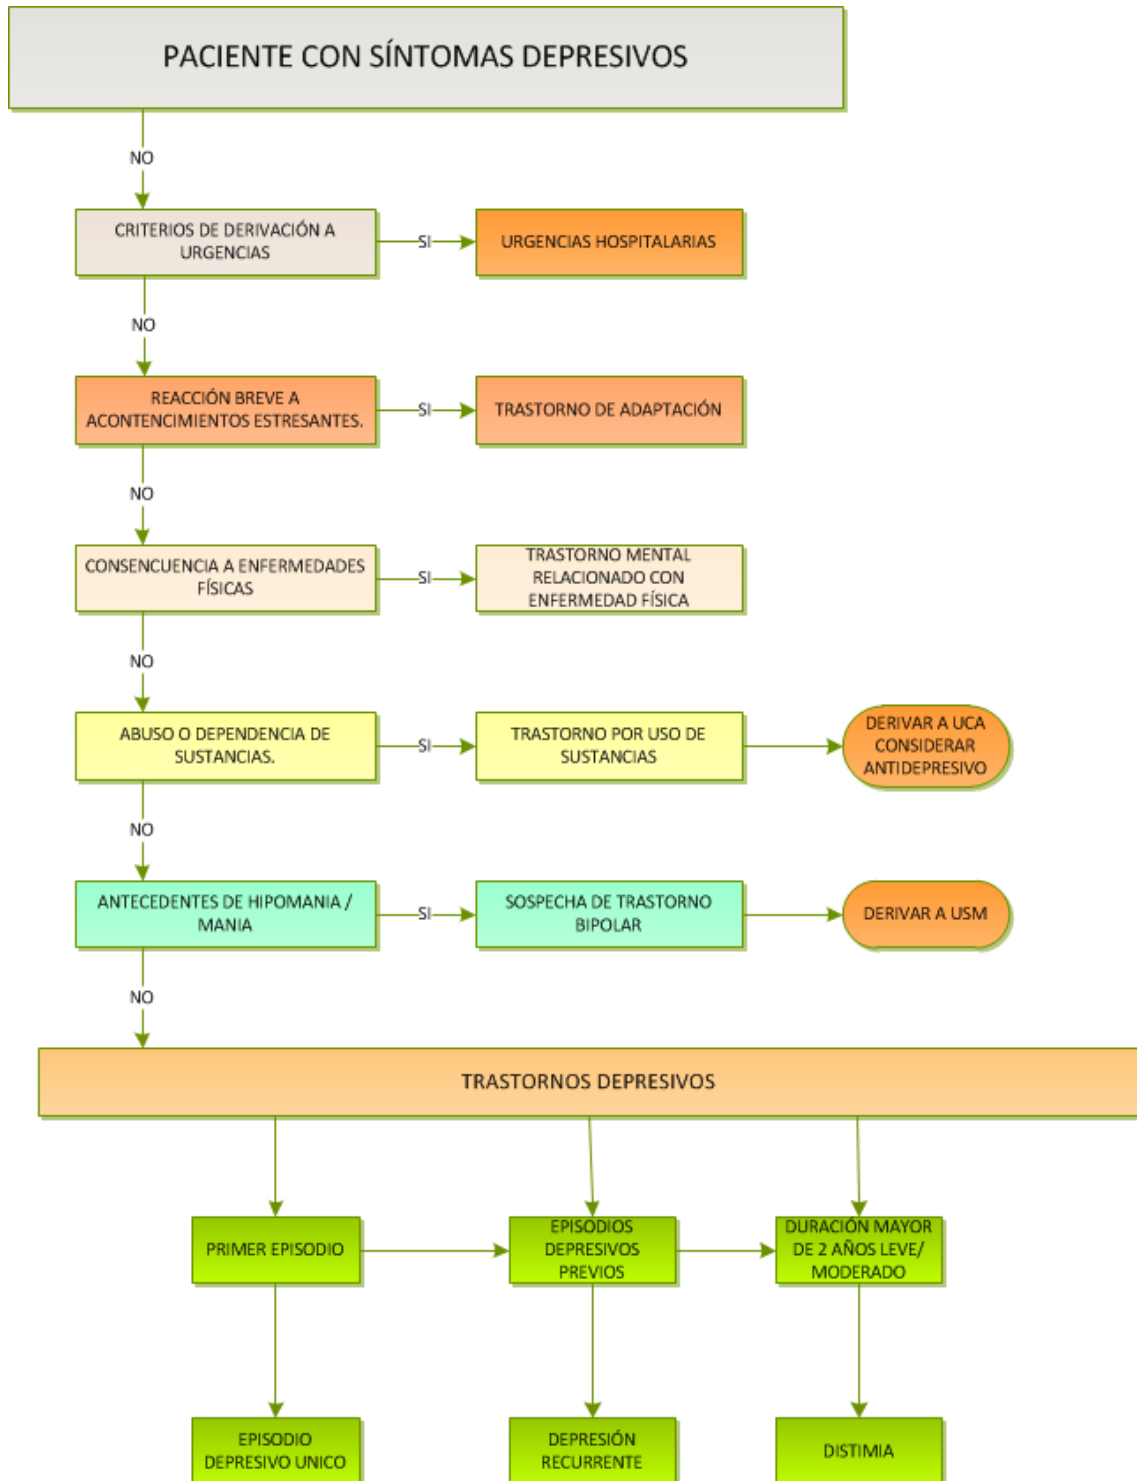 PACIENTE CON SÍNTOMAS DEPRESIVOS
NO
CRITERIOS DE DERIVACIÓN A
URGENCIAS
SI
URGENCIAS HOSPITALARIAS
NO
REACCIÓN BREVE A
ACONTENCIMIENTOS ESTRESANTES.
SI
TRASTORNO DE ADAPTACIÓN
NO
CONSENCUENCIA A ENFERMEDADES
FÍSICAS
SI
TRASTORNO MENTAL
RELACIONADO CON
ENFERMEDAD FÍSICA
NO
ABUSO O DEPENDENCIA DE
SUSTANCIAS.
SI
TRASTORNO POR USO DE
SUSTANCIAS
DERIVAR A UCA
CONSIDERAR
ANTIDEPRESIVO
NO
ANTECEDENTES DE HIPOMANIA /
MANIA
SI
SOSPECHA DE TRASTORNO
BIPOLAR
DERIVAR A USM
NO
TRASTORNOS DEPRESIVOS
PRIMER EPISODIO
EPISODIOS
DEPRESIVOS
PREVIOS
DURACIÓN MAYOR
DE 2 AÑOS LEVE/
MODERADO
EPISODIO
DEPRESIVO UNICO
DEPRESIÓN
RECURRENTE
DISTIMIA